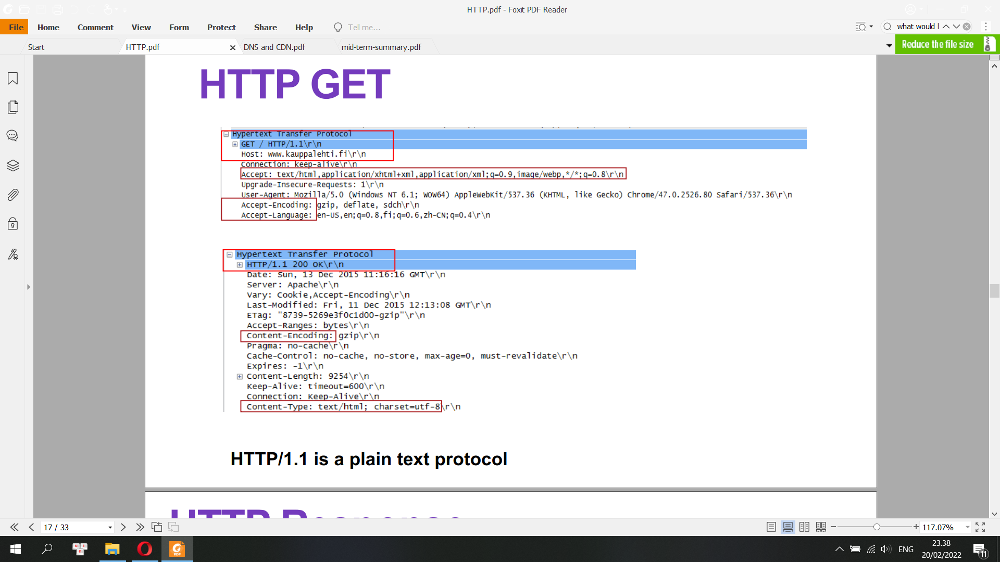 HTTP.pdf - Foxit PDF Reader
File Home Comment View Form Protect Share Help Tell me...
what would l
Start HTTP.pdf DNS and CDN.pdf mid-term-summary.pdf
Reduce the file size
HTTP GET
Hypertext Transfer Protocol
GET / HTTP/1.1\r\n
Host: www.kauppalehti.fi\r\n
Connection: keep-alive\r\n
Accept: text/html,application/xhtml+xml,application/xml;q=0.9,image/webp,*/*;q=0.8\r\n
Upgrade-Insecure-Requests: 1\r\n
User-Agent: Mozilla/5.0 (Windows NT 6.1; WOW64) AppleWebKit/537.36 (KHTML, like Gecko) Chrome/47.0.2526.80 Safari/537.36\r\n
Accept-Encoding: gzip, deflate, sdch\r\n
Accept-Language: en-US,en;q=0.8,fi;q=0.6,zh-CN;q=0.4\r\n
Hypertext Transfer Protocol
HTTP/1.1 200 OK\r\n
Date: Sun, 13 Dec 2015 11:16:16 GMT\r\n
Server: Apache\r\n
Vary: Cookie,Accept-Encoding\r\n
Last-Modified: Fri, 11 Dec 2015 12:13:08 GMT\r\n
ETag: "8739-5269e3f0c1d00-gzip"\r\n
Accept-Ranges: bytes\r\n
Content-Encoding: gzip\r\n
Pragma: no-cache\r\n
Cache-Control: no-cache, no-store, max-age=0, must-revalidate\r\n
Expires: -1\r\n
Content-Length: 9254\r\n
Keep-Alive: timeout=600\r\n
Connection: Keep-Alive\r\n
Content-Type: text/html; charset=utf-8\r\n
HTTP/1.1 is a plain text protocol
HTTP Response
17 / 33
117.07%
ENG
23.38
20/02/2022
11